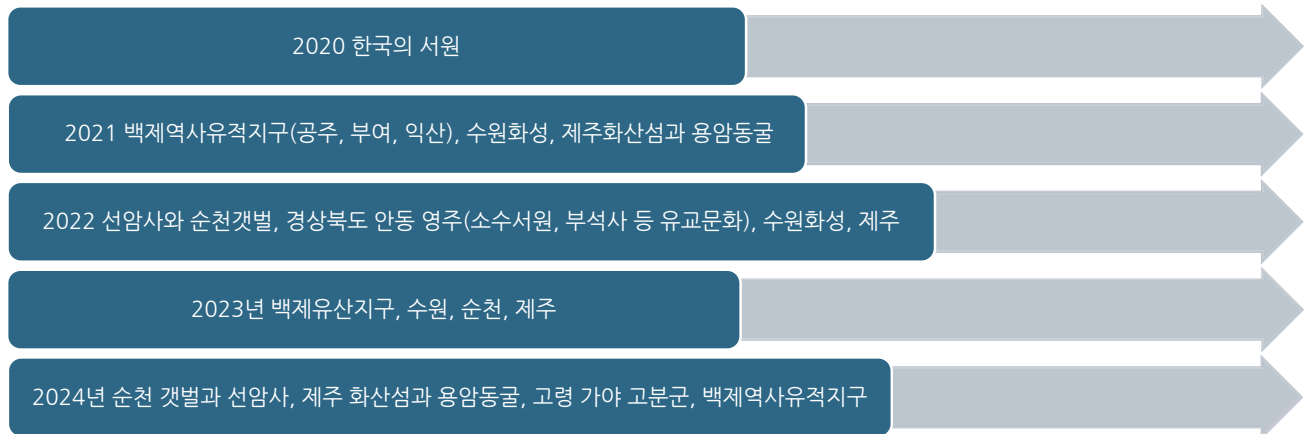 2020 한국의 서원
2021 백제역사유적지구(공주, 부여, 익산), 수원화성, 제주화산섬과 용암동굴
2022 선암사와 순천갯벌, 경상북도 안동 영주(소수서원, 부석사 등 유교문화), 수원화성, 제주
2023년 백제유산지구, 수원, 순천, 제주
2024년 순천 갯벌과 선암사, 제주 화산섬과 용암동굴, 고령 가야 고분군, 백제역사유적지구